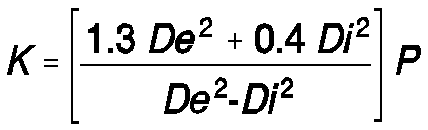 K = [ 1.3 De² + 0.4 Di² / De²-Di² ] P